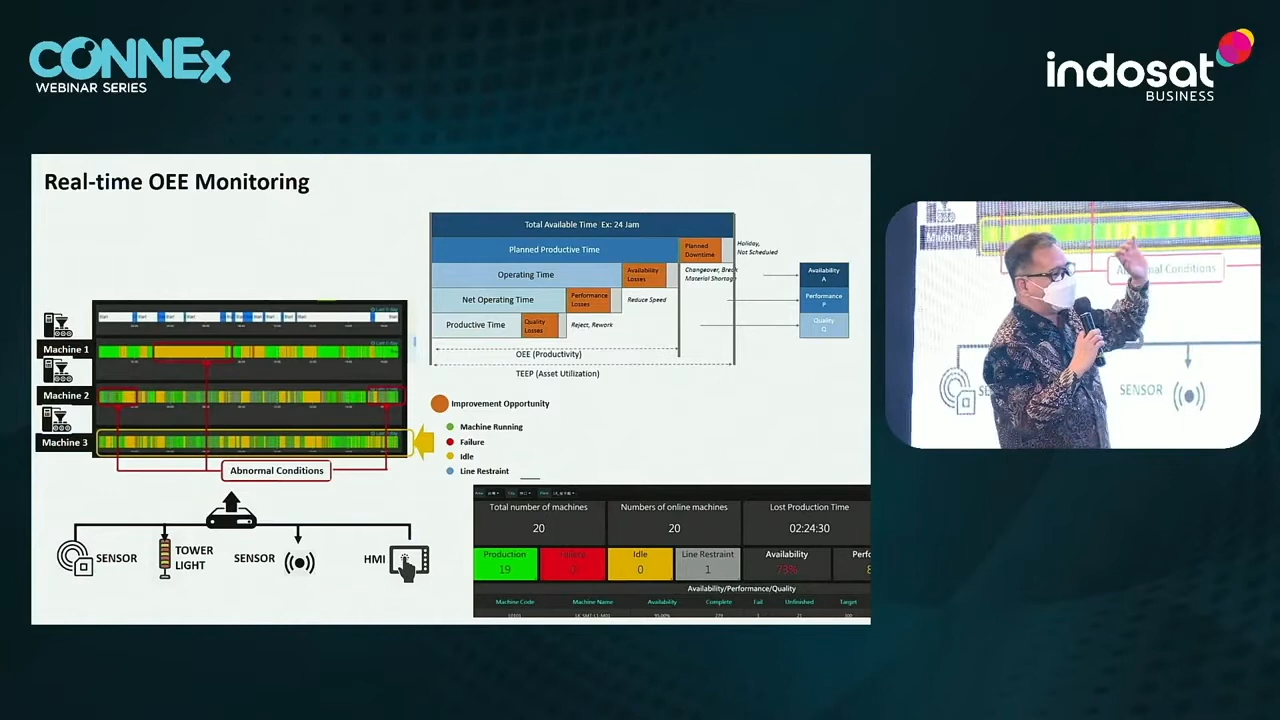 CONNEx
WEBINAR SERIES
indosat
BUSINESS
Real-time OEE Monitoring
Total Available Time Ex: 24 Jam
Planned Productive Time
Planned Downtime
Holiday, Not Scheduled
Operating Time
Availability Losses
Changeover, Break
Material Shortage
Availability
A
Net Operating Time
Performance Losses
Reduce Speed
Performance
P
Productive Time
Quality Losses
Reject, Rework
Quality
Q
OEE (Productivity)
TEEP (Asset Utilization)
Machine 1
Machine 2
Machine 3
Abnormal Conditions
Improvement Opportunity
Machine Running
Failure
Idle
Line Restraint
SENSOR
TOWER LIGHT
SENSOR
HMI
Total number of machines
20
Numbers of online machines
20
Lost Production Time
02:24:30
Production
19
Idle
0
Line Restraint
1
Availability
73%
Perfo
Availability/Performance/Quality
Machine Code
Machine Name
Availability
Complete
Fail
Unfinished
Target
Abnormal Conditions
SENSOR